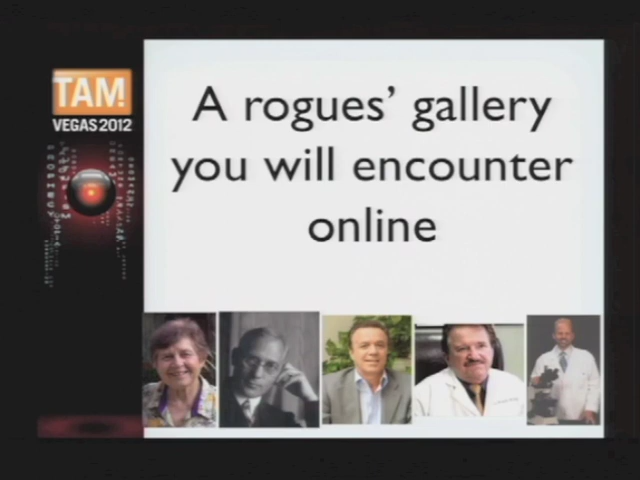 TAM!
VEGAS 2012
A rogues' gallery
you will encounter
online